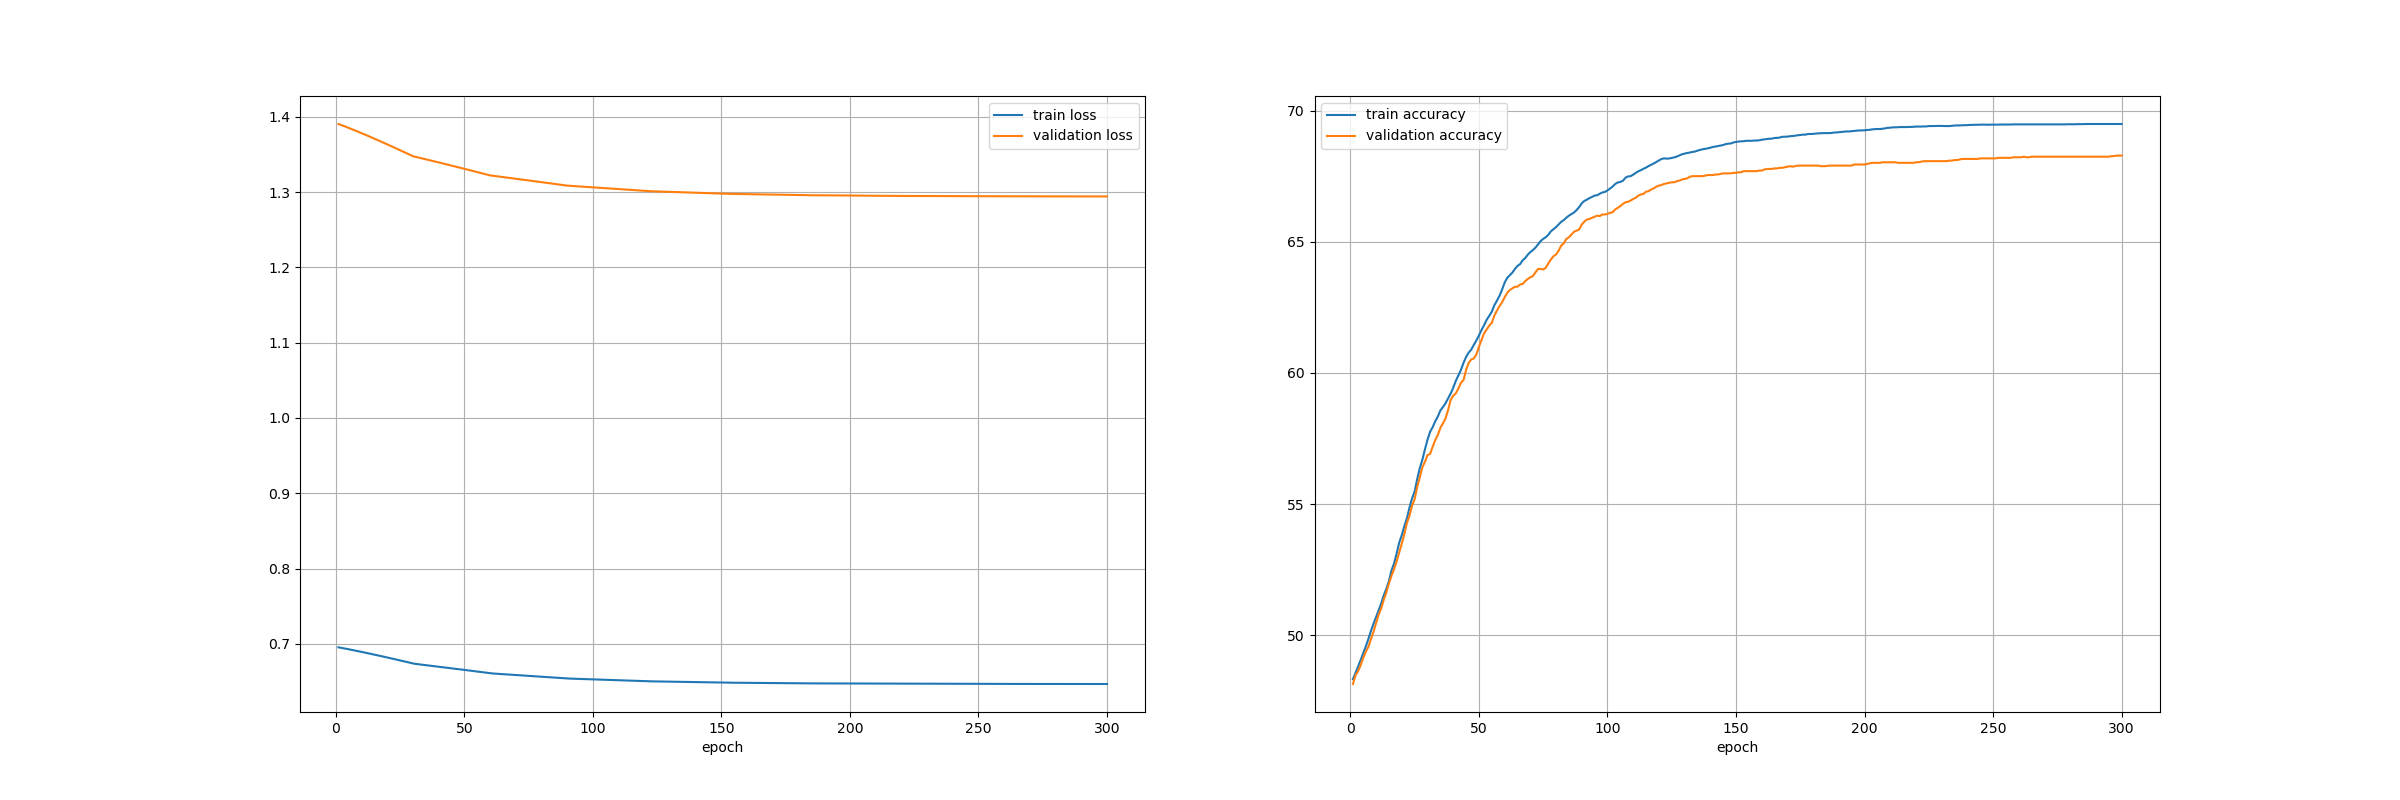 1.4
1.3
1.2
1.1
1.0
0.9
0.8
0.7
0 50 100 150 200 250 300
epoch
train loss
validation loss
70
65
60
55
50
0 50 100 150 200 250 300
epoch
train accuracy
validation accuracy